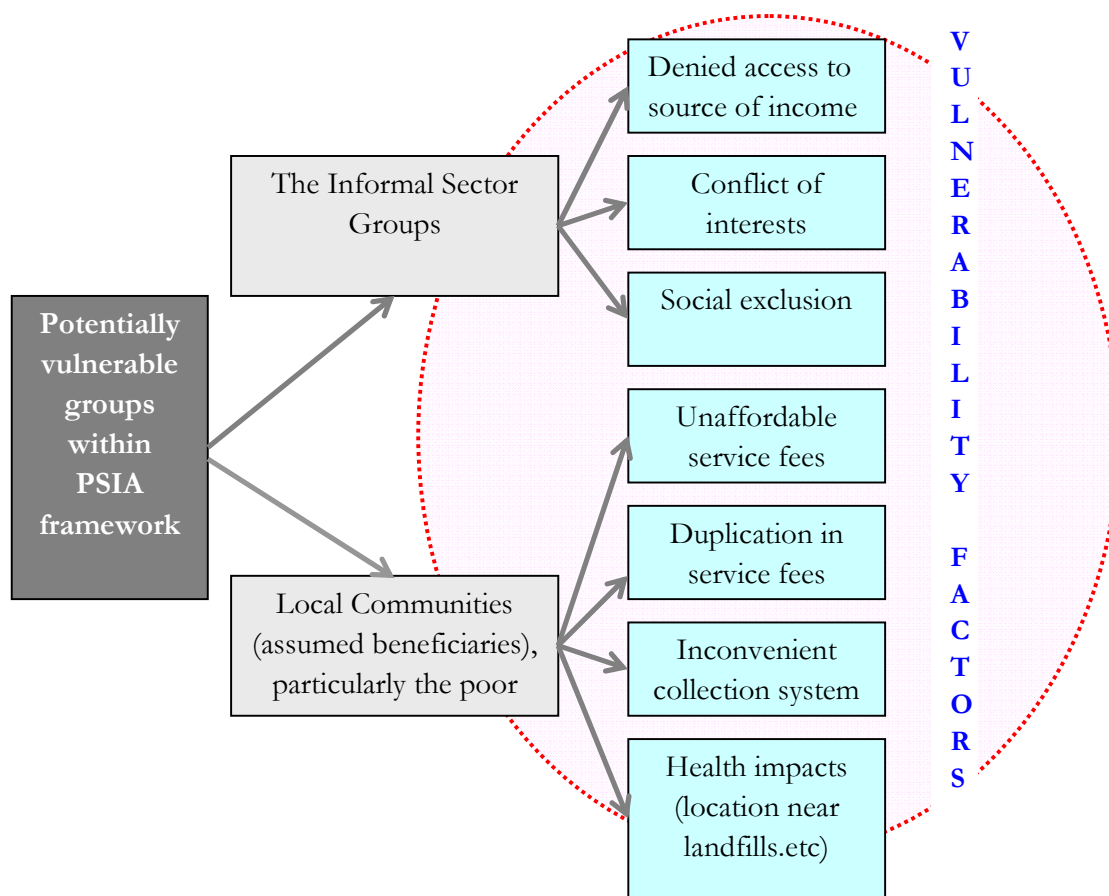 Potentially
vulnerable
groups
within
PSIA
framework
The Informal Sector
Groups
Local Communities
(assumed beneficiaries),
particularly the poor
Denied access to
source of income
Conflict of
interests
Social exclusion
Unaffordable
service fees
Duplication in
service fees
Inconvenient
collection system
Health impacts
(location near
landfills.etc)
VULNERABILITY FACTORS